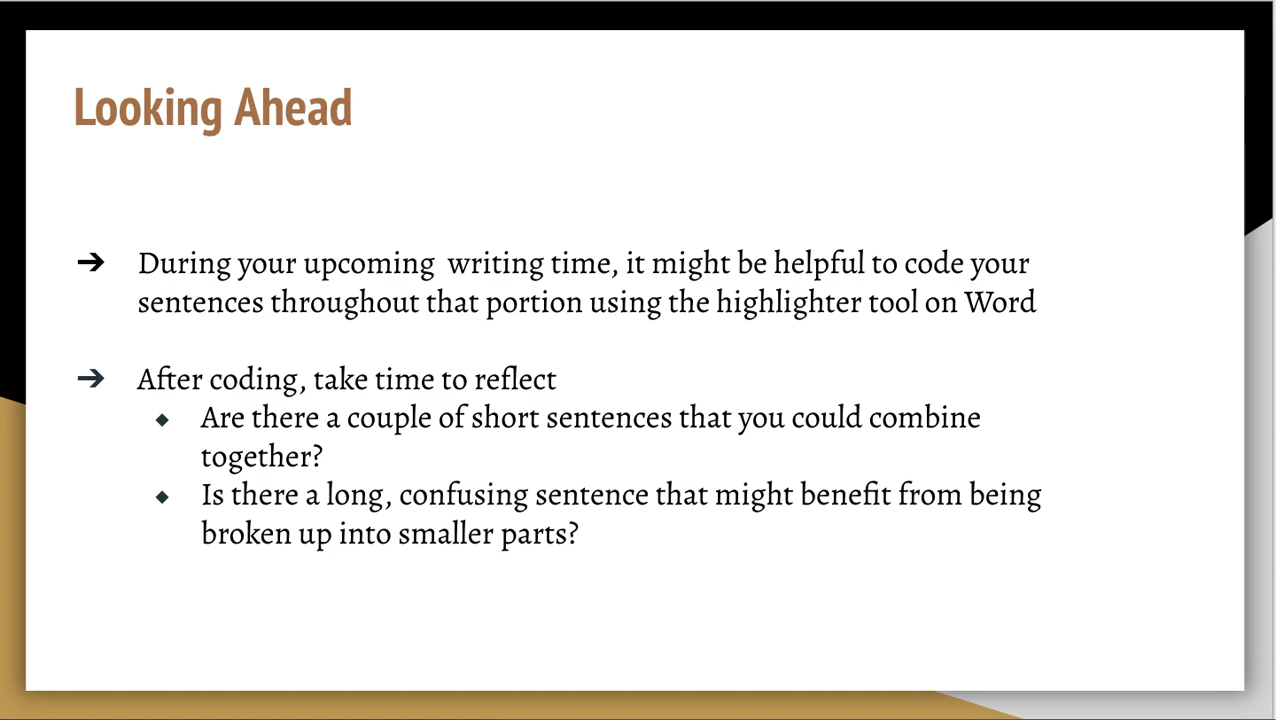 Looking Ahead
➔ During your upcoming  writing time, it might be helpful to code your
sentences throughout that portion using the highlighter tool on Word
➔ After coding, take time to reflect
◆ Are there a couple of short sentences that you could combine
together?
◆ Is there a long, confusing sentence that might benefit from being
broken up into smaller parts?